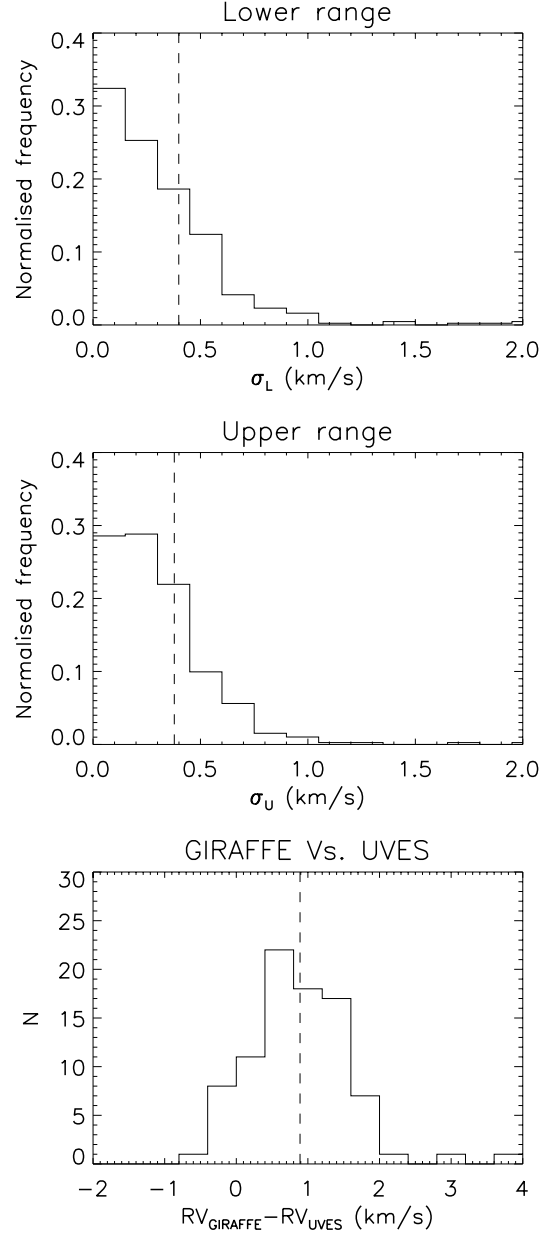 Lower range
Normalised frequency
0.4
0.3
0.2
0.1
0.0
0.0 0.5 1.0 1.5 2.0
σL (km/s)
Upper range
Normalised frequency
0.4
0.3
0.2
0.1
0.0
0.0 0.5 1.0 1.5 2.0
σU (km/s)
GIRAFFE Vs. UVES
N
30
25
20
15
10
5
0
−2 −1 0 1 2 3 4
RVGIRAFFE−RVUVES (km/s)